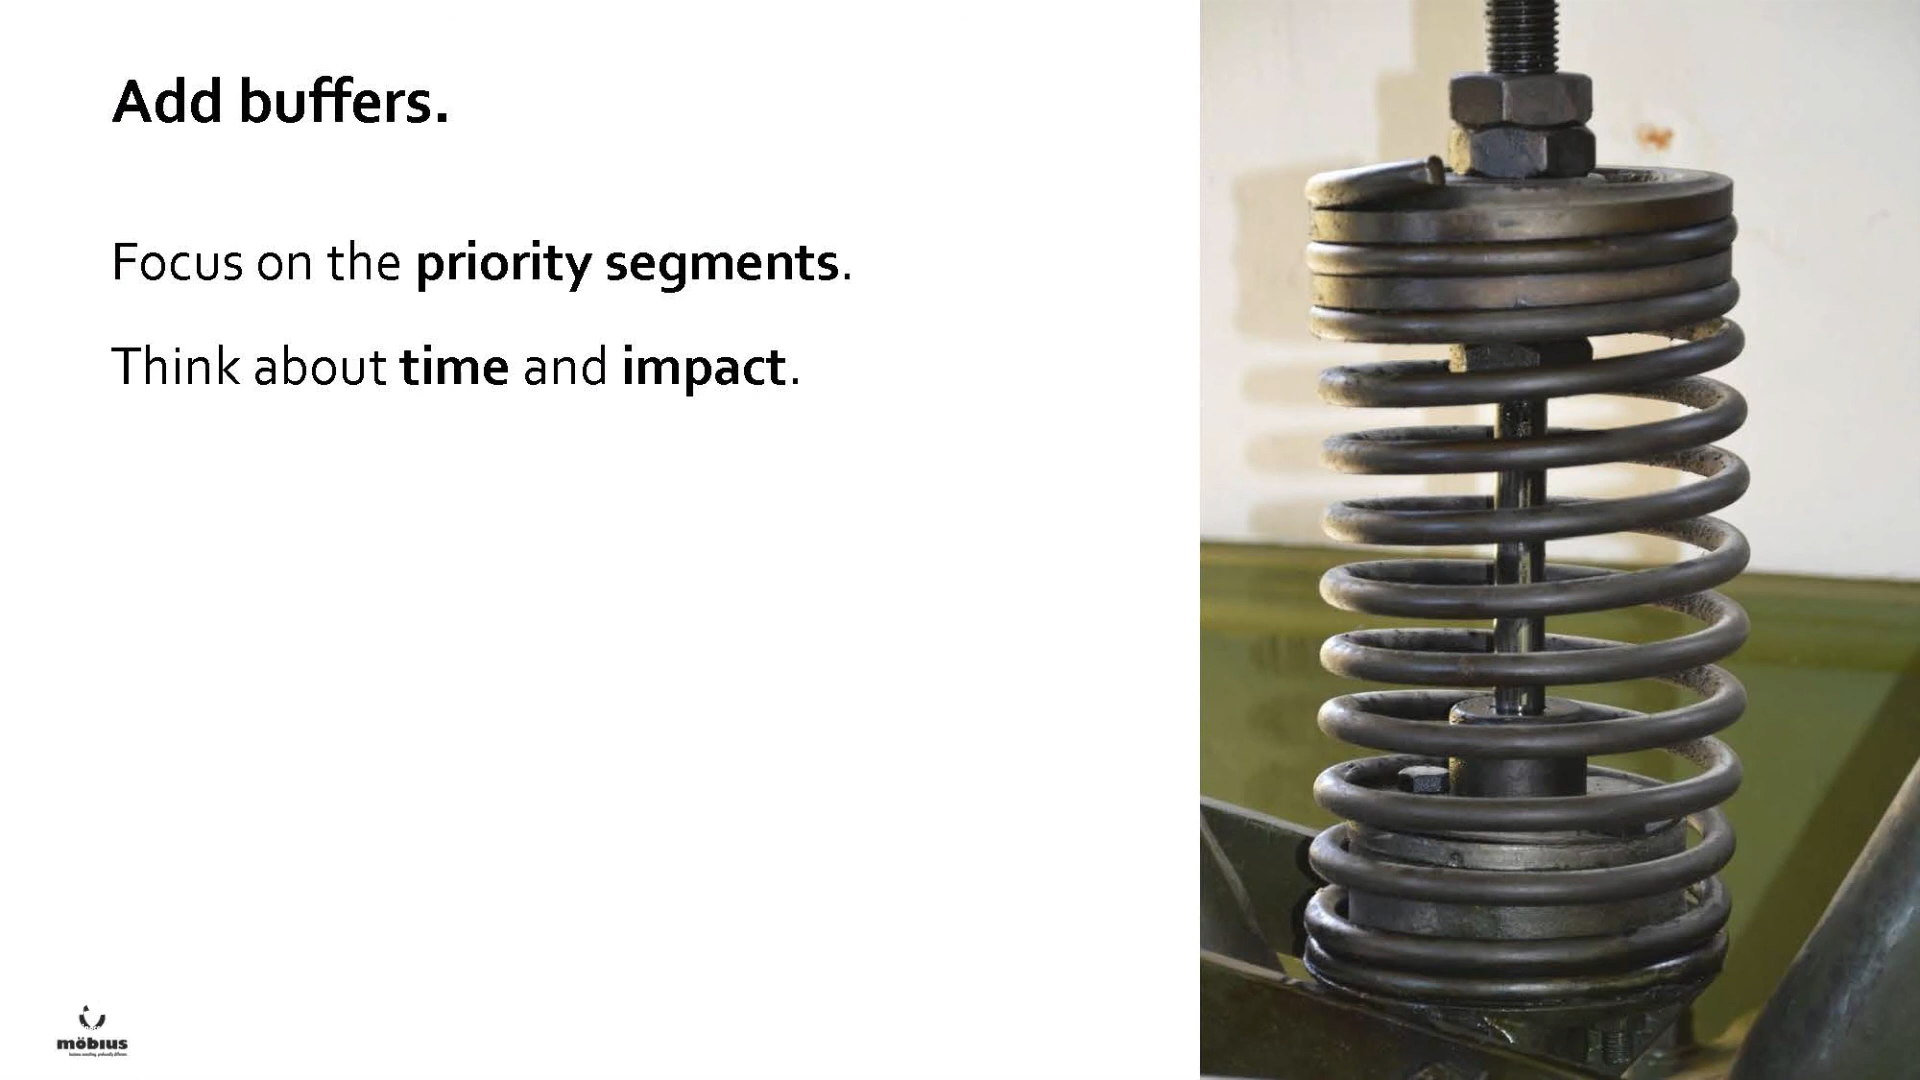 Add buffers.
Focus on the priority segments.
Think about time and impact.
möbius